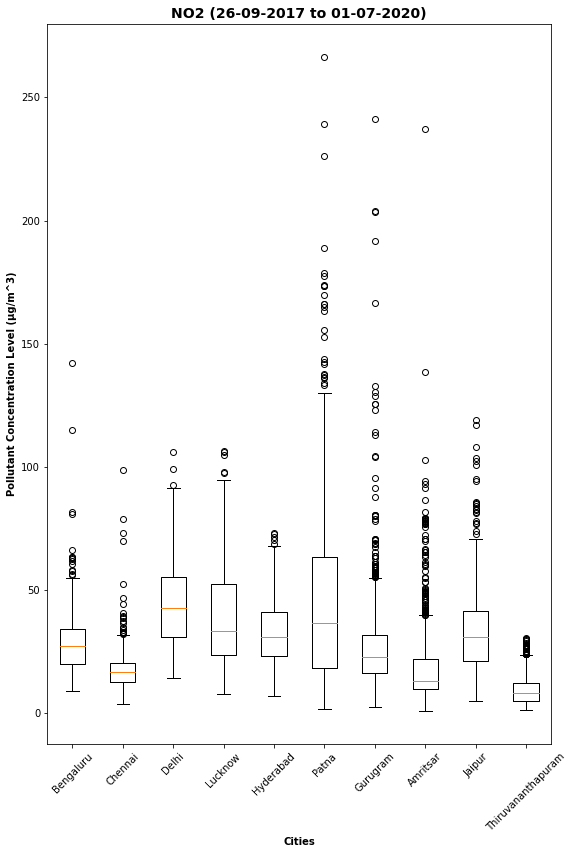 NO2 (26-09-2017 to 01-07-2020)
Pollutant Concentration Level (μg/m^3)
250
200
150
100
50
0
Bengaluru
Chennai
Delhi
Lucknow
Hyderabad
Patna
Gurugram
Amritsar
Jaipur
Thiruvananthapuram
Cities